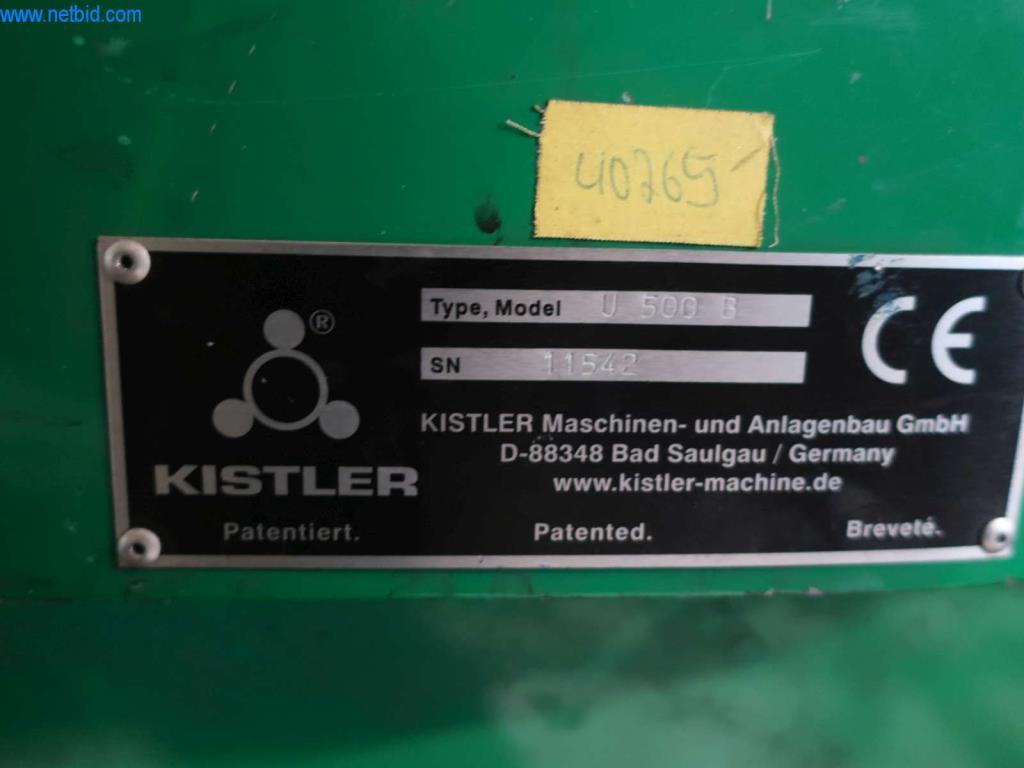 www.netbid.com
40265
Type, Model U 500 B
SN 11542
CE
®
KISTLER
KISTLER Maschinen- und Anlagenbau GmbH
D-88348 Bad Saulgau / Germany
www.kistler-machine.de
Patentiert. Patented. Breveté.